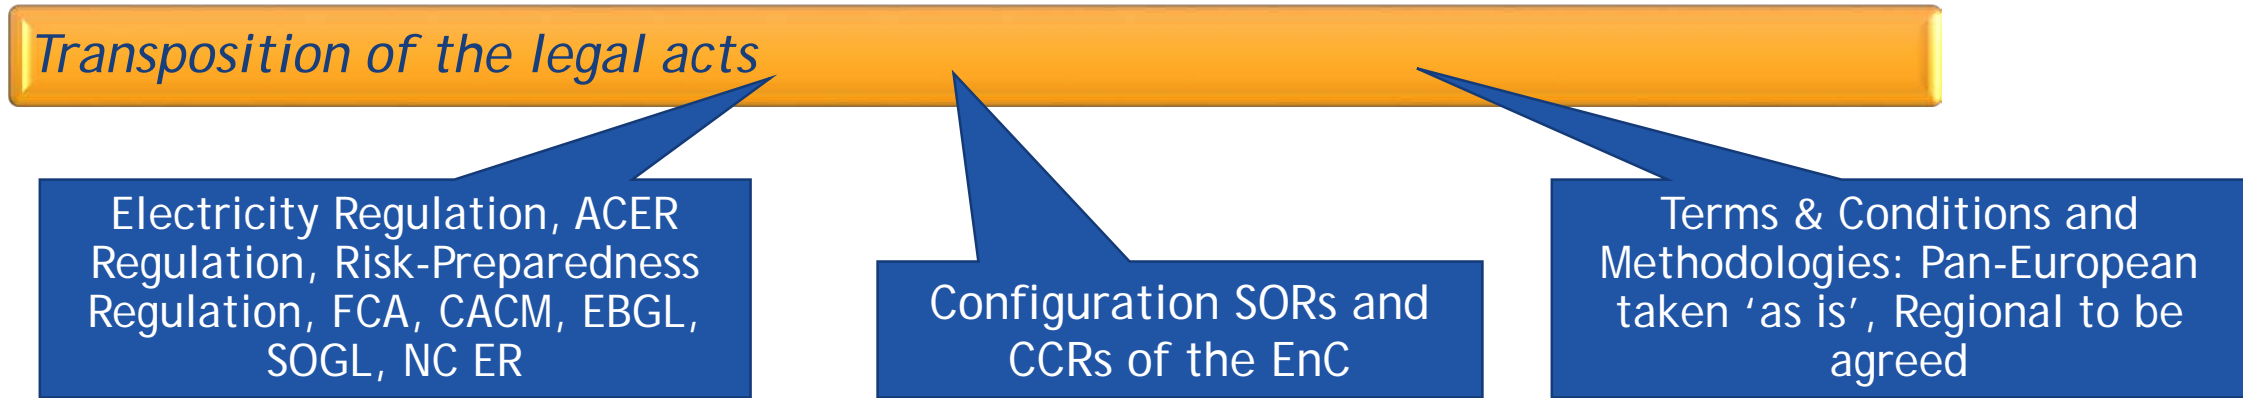 Transposition of the legal acts
Electricity Regulation, ACER
Regulation, Risk-Preparedness
Regulation, FCA, CACM, EBGL,
SOGL, NC ER
Configuration SORs and
CCRs of the EnC
Terms & Conditions and
Methodologies: Pan-European
taken ‘as is’, Regional to be
agreed